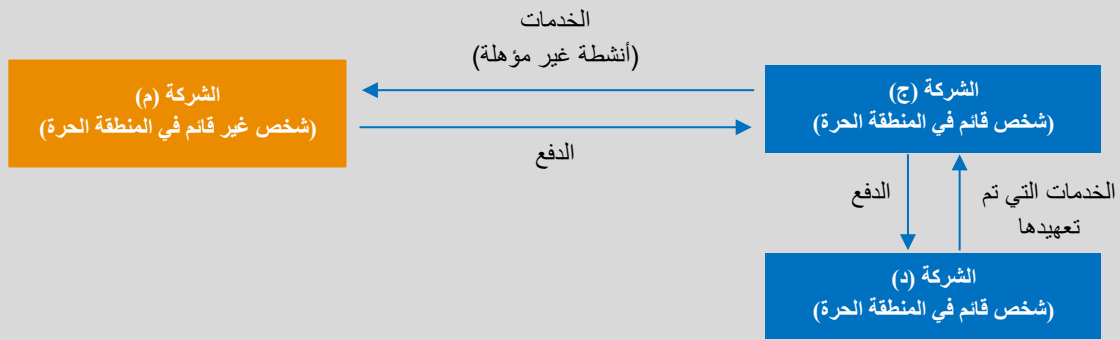 الخدمات
(أنشطة غير مؤهلة)
الشركة (ج)
(شخص قائم في المنطقة الحرة)
الشركة (م)
(شخص غير قائم في المنطقة الحرة)
الدفع
الخدمات التي تم
تعهيدها
الدفع
الشركة (د)
(شخص قائم في المنطقة الحرة)